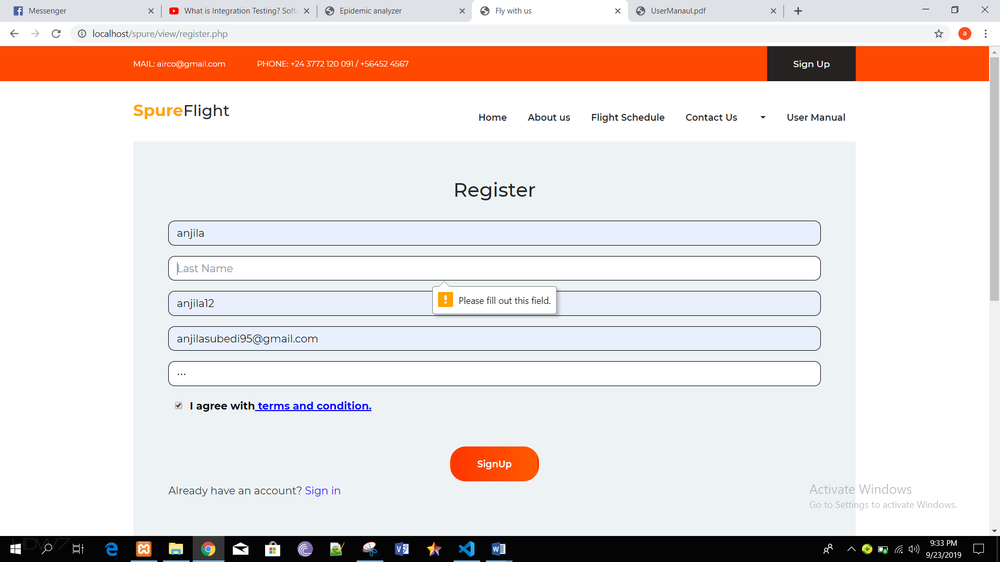 Messenger
What is Integration Testing? Soft
Epidemic analyzer
Fly with us
UserManaul.pdf
localhost/spure/view/register.php
a
MAIL: airco@gmail.com
PHONE: +24 3772 120 091 / +56452 4567
Sign Up
SpureFlight
Home
About us
Flight Schedule
Contact Us
User Manual
Register
anjila
Last Name
Please fill out this field.
anjila12
anjilasubedi95@gmail.com
I agree with terms and condition.
SignUp
Already have an account? Sign in
Activate Windows
Go to Settings to activate Windows.
HDW7
9:33 PM
9/23/2019